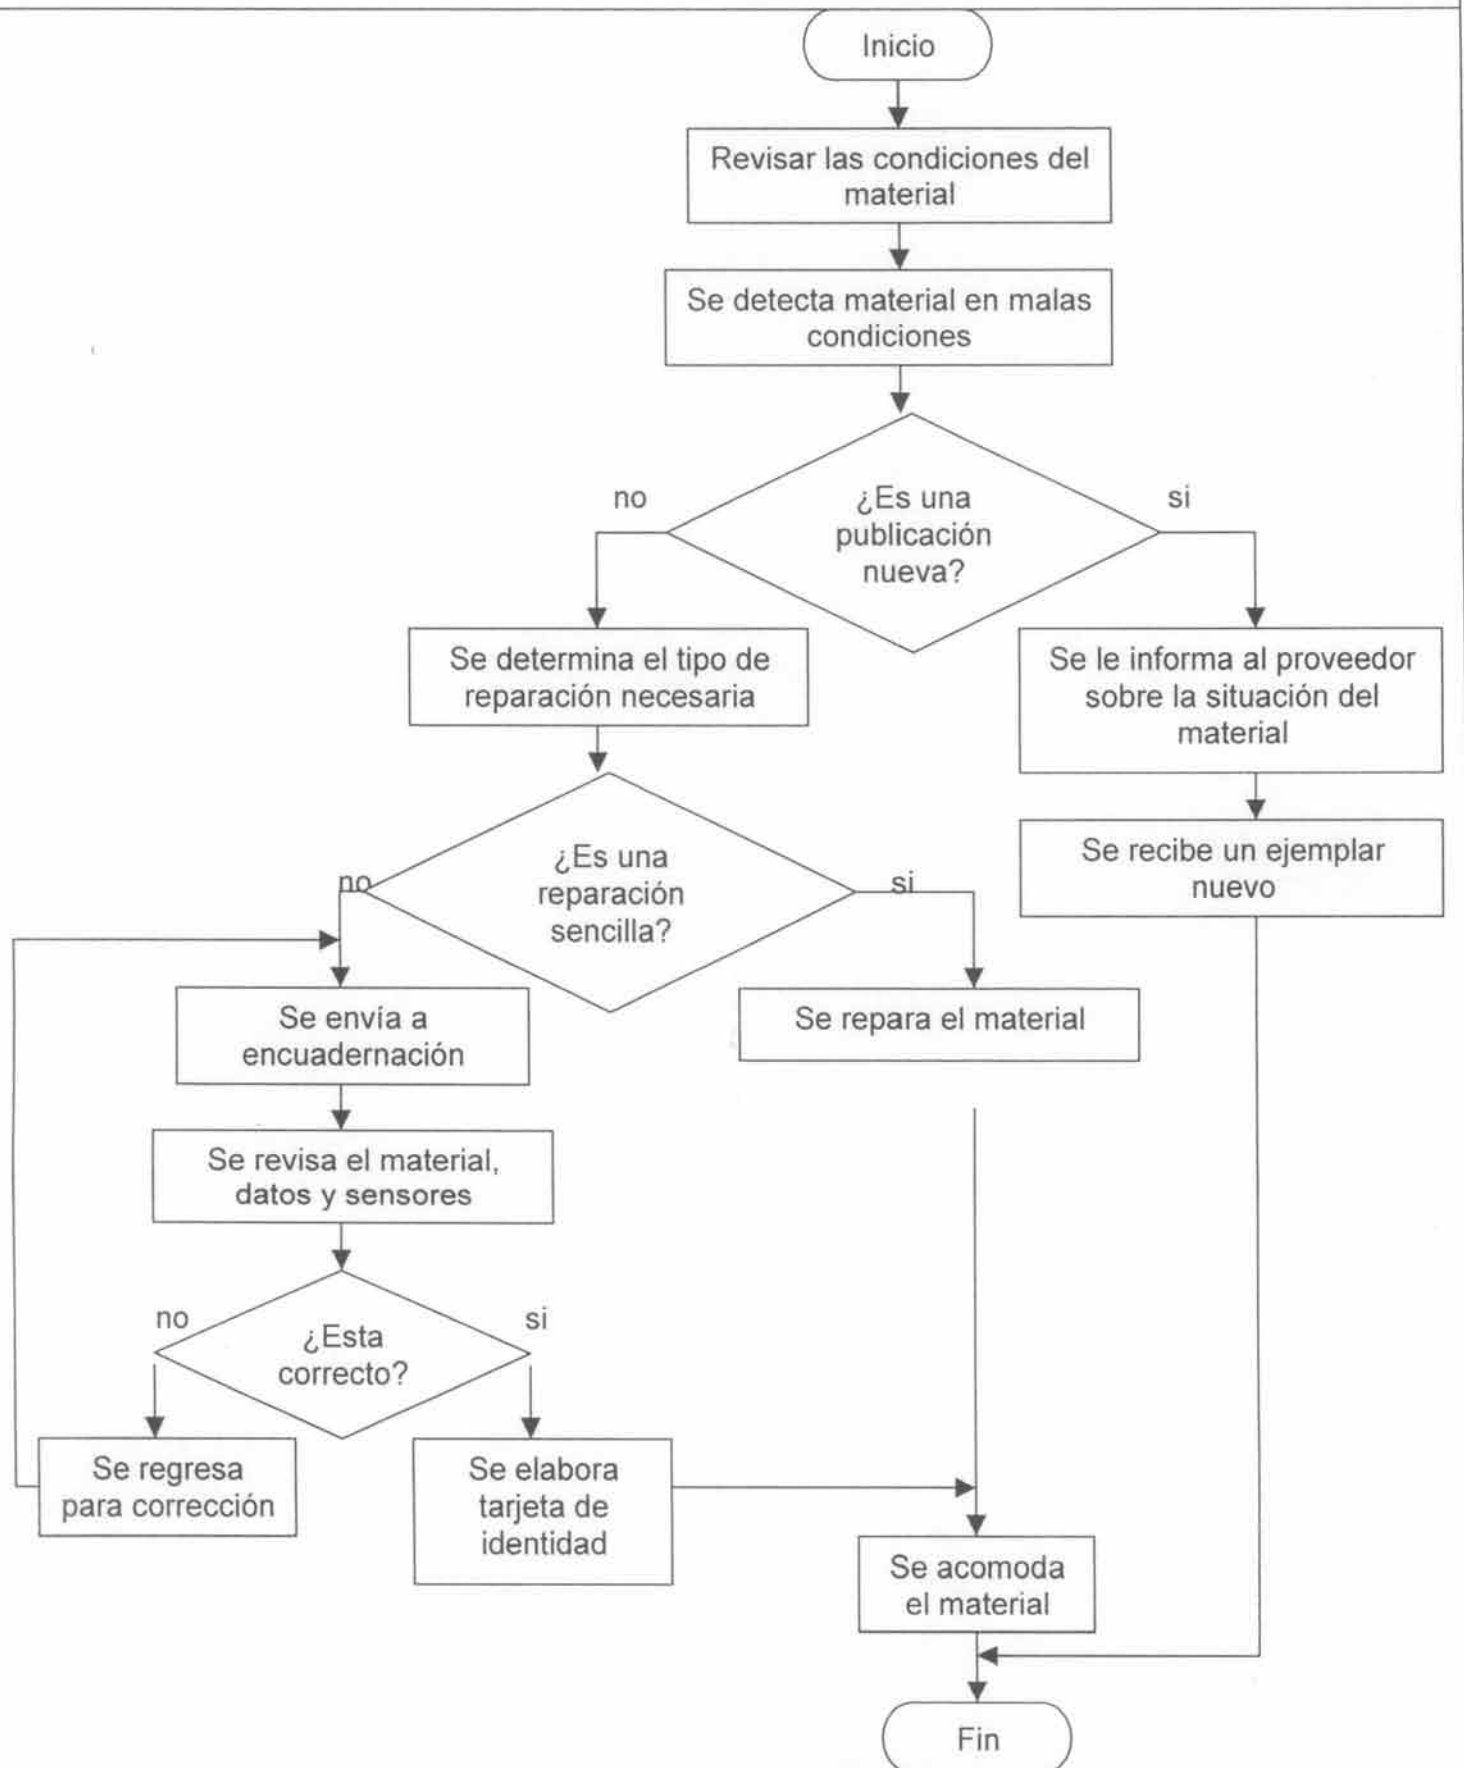 Inicio
Revisar las condiciones del
material
Se detecta material en malas
condiciones
no
¿Es una
publicación
nueva?
si
Se determina el tipo de
reparación necesaria
Se le informa al proveedor
sobre la situación del
material
no
¿Es una
reparación
sencilla?
si
Se recibe un ejemplar
nuevo
Se envía a
encuadernación
Se repara el material
Se revisa el material,
datos y sensores
no
¿Esta
correcto?
si
Se regresa
para corrección
Se elabora
tarjeta de
identidad
Se acomoda
el material
Fin